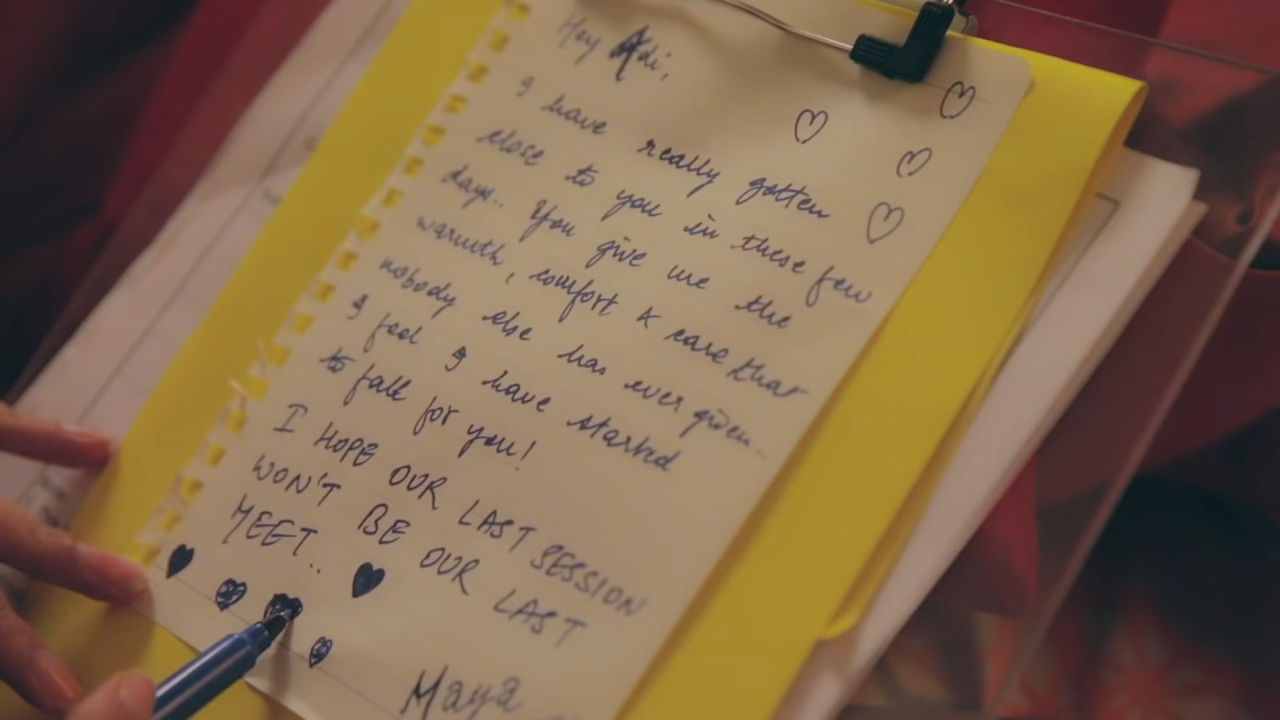 Hey Adi,
I have really gotten
close to you in these few
days.. You give me the
warmth, comfort & care that
nobody else has ever given..
I feel I have started
to fall for you!
I HOPE OUR LAST SESSION
WON'T BE OUR LAST
MEET..
Maya